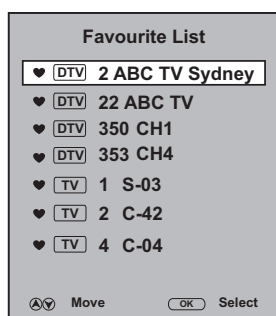 Favourite List
DTV 2 ABC TV Sydney
DTV 22 ABC TV
DTV 350 CH1
DTV 353 CH4
TV 1 S-03
TV 2 C-42
TV 4 C-04
Move OK Select